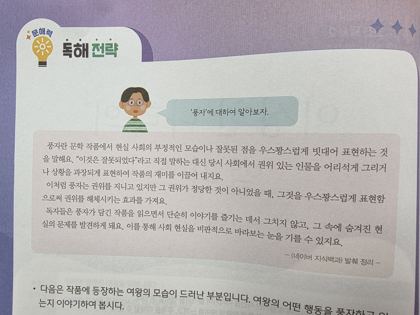 문해력
독해 전략
'풍자'에 대하여 알아보자.
풍자란 문학 작품에서 현실 사회의 부정적인 모습이나 잘못된 점을 우스꽝스럽게 빗대어 표현하는 것
을 말해요. "이것은 잘못되었다"라고 직접 말하는 대신 당시 사회에서 권위 있는 인물을 어리석게 그리거
나 상황을 과장되게 표현하여 작품의 재미를 이끌어 내지요.
이처럼 풍자는 권위를 지니고 있지만 그 권위가 정당한 것이 아니었을 때, 그것을 우스꽝스럽게 표현함
으로써 권위를 해체시키는 효과를 가져요.
독자들은 풍자가 담긴 작품을 읽으면서 단순히 이야기를 즐기는 데서 그치지 않고, 그 속에 숨겨진 현
실의 문제를 발견하게 돼요. 이를 통해 사회 현실을 비판적으로 바라보는 눈을 기를 수 있지요.
- 〈네이버 지식백과〉 발췌 정리 -
• 다음은 작품에 등장하는 여왕의 모습이 드러난 부분입니다. 여왕의 어떤 행동을 풍자하고 있
는지 이야기하여 봅시다.